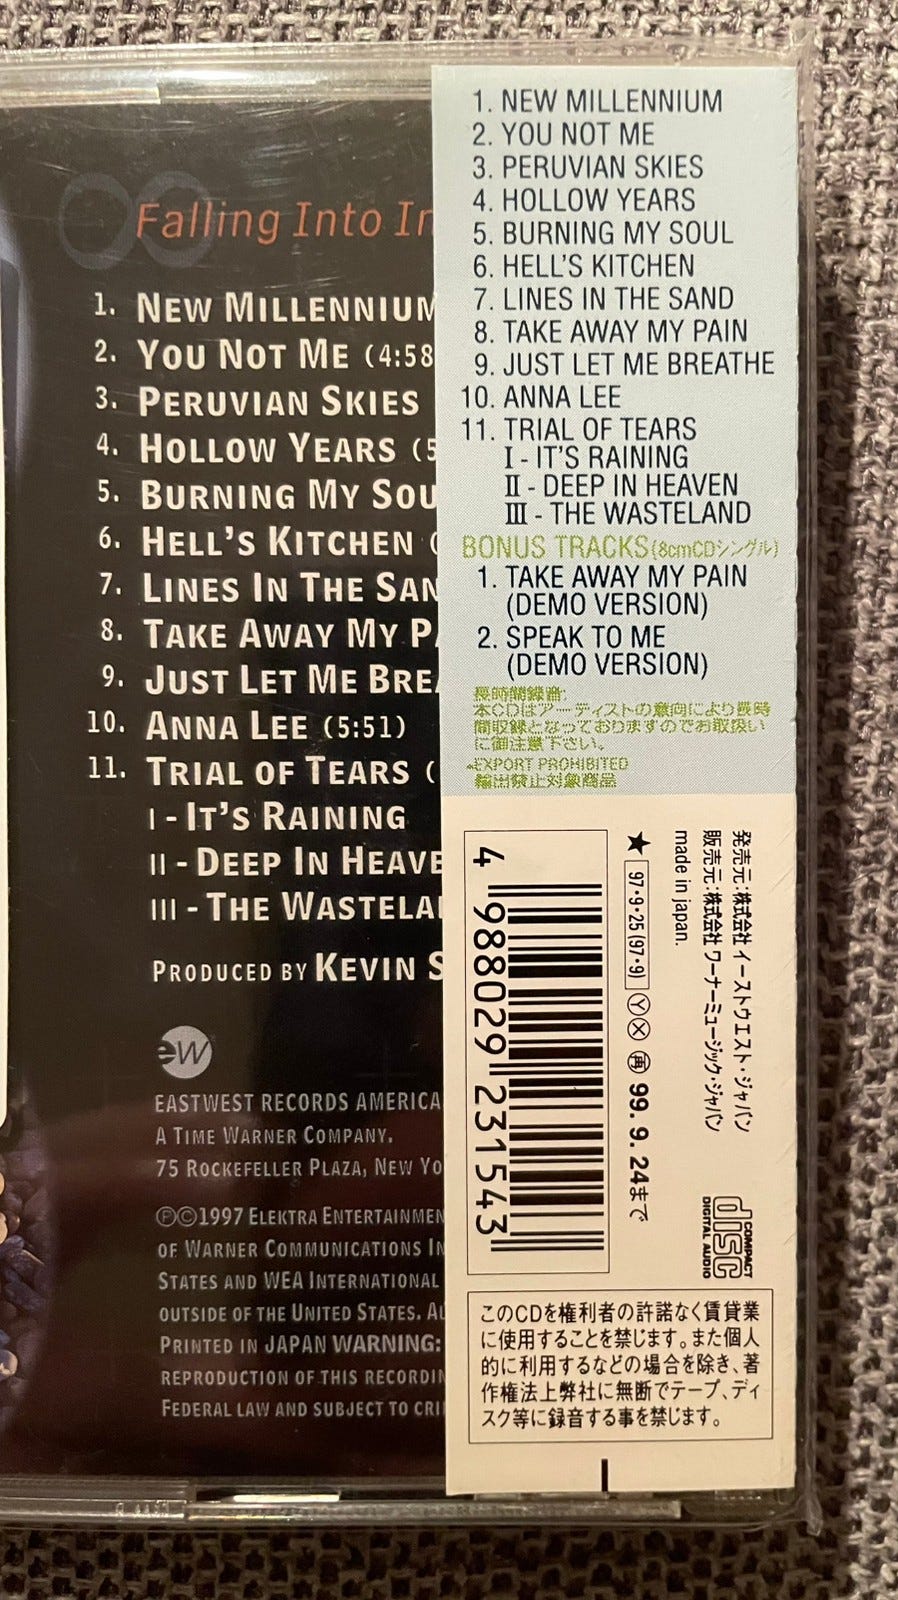 Falling Into In
1. NEW MILLENNIUM
2. YOU NOT ME (4:58
3. PERUVIAN SKIES
4. HOLLOW YEARS (5
5. BURNING MY SOU
6. HELL'S KITCHEN (
7. LINES IN THE SAN
8. TAKE AWAY MY PA
9. JUST LET ME BREA
10. ANNA LEE (5:51)
11. TRIAL OF TEARS (
I - IT'S RAINING
II - DEEP IN HEAVE
III - THE WASTELA
PRODUCED BY KEVIN S
ew
EASTWEST RECORDS AMERICA
A TIME WARNER COMPANY.
75 ROCKEFELLER PLAZA, NEW YO
ⓅⒸ1997 ELEKTRA ENTERTAINMEN
OF WARNER COMMUNICATIONS IN
STATES AND WEA INTERNATIONAL
OUTSIDE OF THE UNITED STATES. AL
PRINTED IN JAPAN WARNING:
REPRODUCTION OF THIS RECORDIN
FEDERAL LAW AND SUBJECT TO CRI
1. NEW MILLENNIUM
2. YOU NOT ME
3. PERUVIAN SKIES
4. HOLLOW YEARS
5. BURNING MY SOUL
6. HELL'S KITCHEN
7. LINES IN THE SAND
8. TAKE AWAY MY PAIN
9. JUST LET ME BREATHE
10. ANNA LEE
11. TRIAL OF TEARS
I - IT'S RAINING
II - DEEP IN HEAVEN
III - THE WASTELAND
BONUS TRACKS(8cmCDシングル)
1. TAKE AWAY MY PAIN
(DEMO VERSION)
2. SPEAK TO ME
(DEMO VERSION)
長時間録音:
本CDはアーティストの意向により長時
間収録となっておりますのでお取扱い
に御注意下さい。
EXPORT PROHIBITED
輸出禁止対象商品
発売元:株式会社 イーストウエスト・ジャパン
販売元:株式会社 ワーナーミュージック・ジャパン
made in japan.
★ 97・9・25 (97・9) Ⓨ Ⓧ ㊞ 99. 9. 24まで
4 988029 231543
COMPACT
disc
DIGITAL AUDIO
このCDを権利者の許諾なく賃貸業
に使用することを禁じます。また個人
的に利用するなどの場合を除き、著
作権法上弊社に無断でテープ、ディ
スク等に録音する事を禁じます。